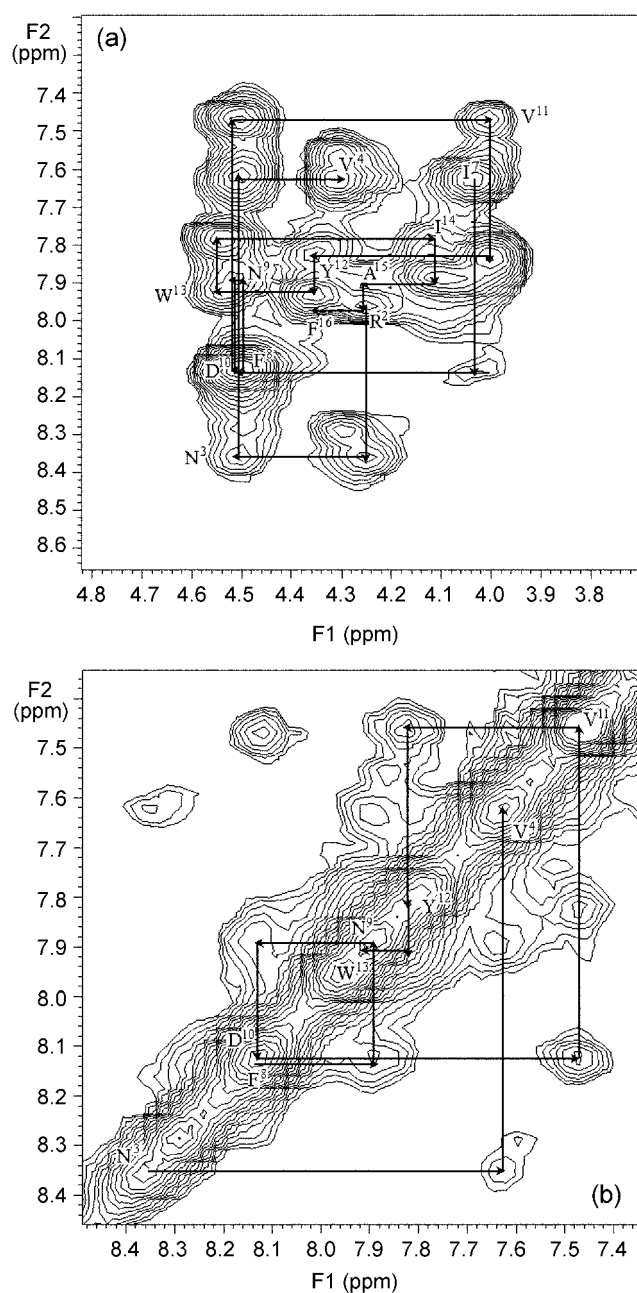 F2
(ppm)
(a)
7.4
7.5
7.6
7.7
7.8
7.9
8.0
8.1
8.2
8.3
8.4
8.5
8.6
V¹¹
V⁴
I⁷
I¹⁴
N⁹
Y¹²
A¹⁵
W¹³
F¹⁶
R²
D¹⁰
F⁸
N³
4.8 4.7 4.6 4.5 4.4 4.3 4.2 4.1 4.0 3.9 3.8
F1 (ppm)
F2
(ppm)
7.5
7.6
7.7
7.8
7.9
8.0
8.1
8.2
8.3
8.4
V¹¹
V⁴
Y¹²
N⁹
W¹³
D¹⁰
F⁸
N³
(b)
8.4 8.3 8.2 8.1 8.0 7.9 7.8 7.7 7.6 7.5 7.4
F1 (ppm)